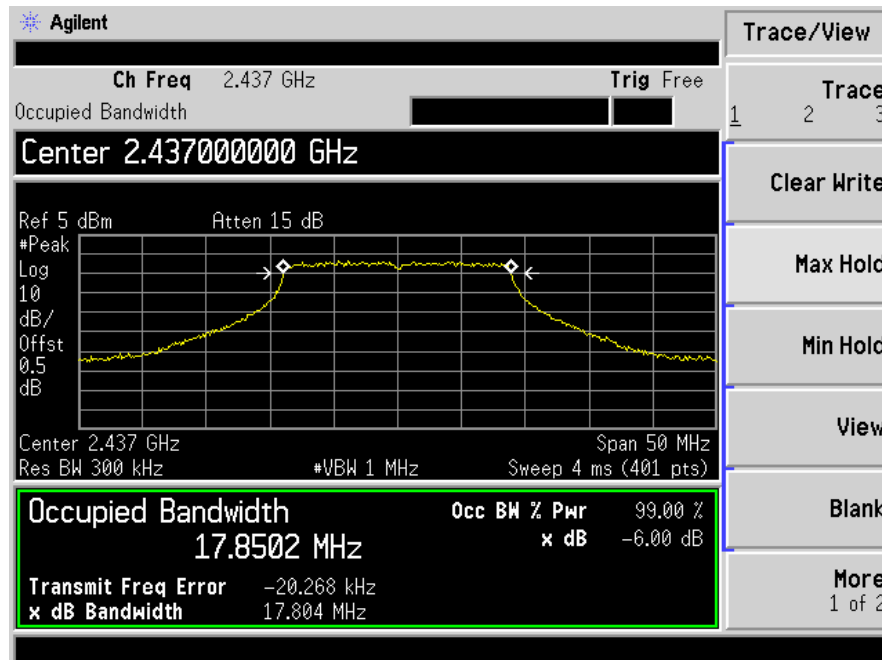 Agilent
Trace/View
Ch Freq 2.437 GHz Trig Free
Occupied Bandwidth
Trace
1 2 3
Center 2.437000000 GHz
Clear Write
Ref 5 dBm Atten 15 dB
#Peak
Log
10
dB/
Offst
0.5
dB
Max Hold
Min Hold
View
Center 2.437 GHz Span 50 MHz
Res BW 300 kHz #VBW 1 MHz Sweep 4 ms (401 pts)
Blank
Occupied Bandwidth Occ BW % Pwr 99.00 %
17.8502 MHz x dB -6.00 dB
Transmit Freq Error -20.268 kHz
x dB Bandwidth 17.804 MHz
More
1 of 2